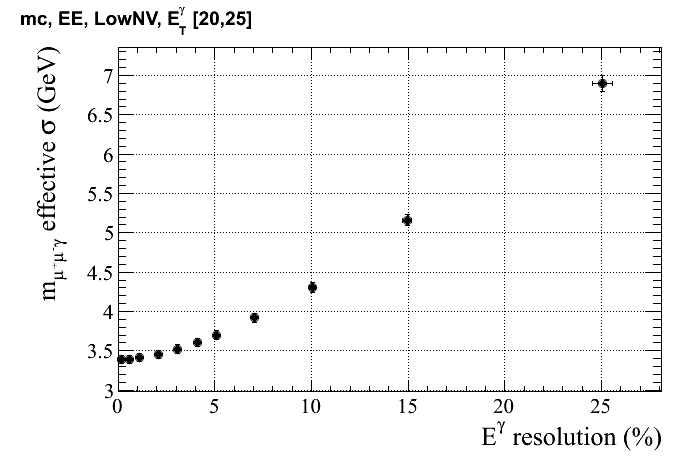 mc, EE, LowNV, E_T^γ [20,25]
m_{μ⁺μ⁻γ} effective σ (GeV)
7
6.5
6
5.5
5
4.5
4
3.5
3
0 5 10 15 20 25
E^γ resolution (%)